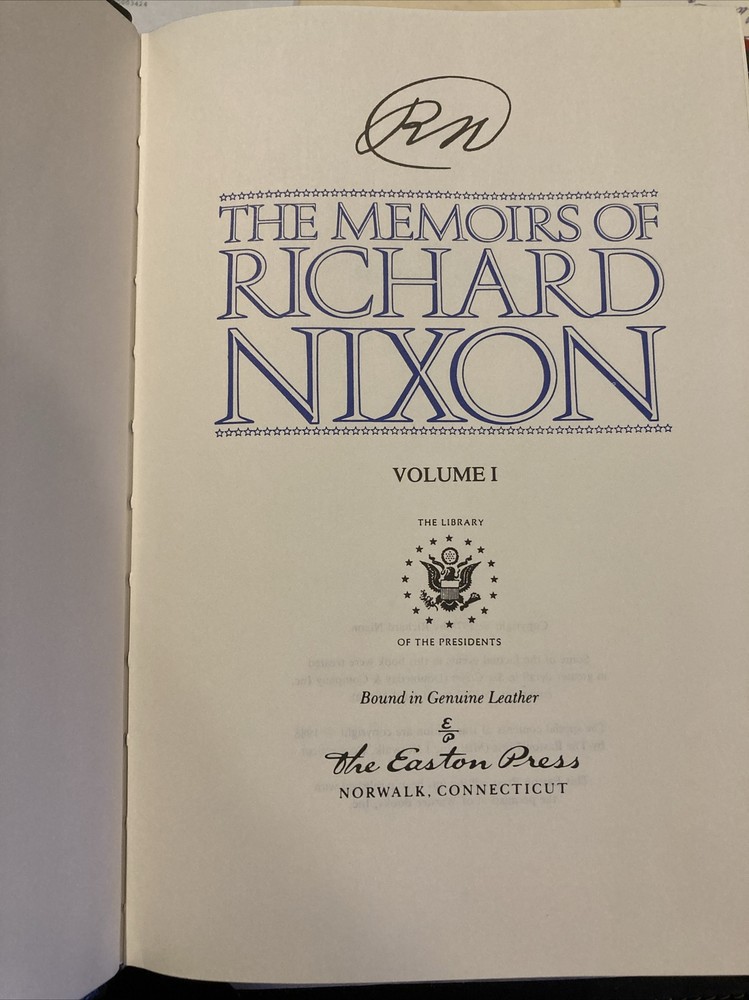 RN
THE MEMOIRS OF
RICHARD
NIXON
VOLUME I
THE LIBRARY
OF THE PRESIDENTS
Bound in Genuine Leather
E
P
The Easton Press
NORWALK, CONNECTICUT